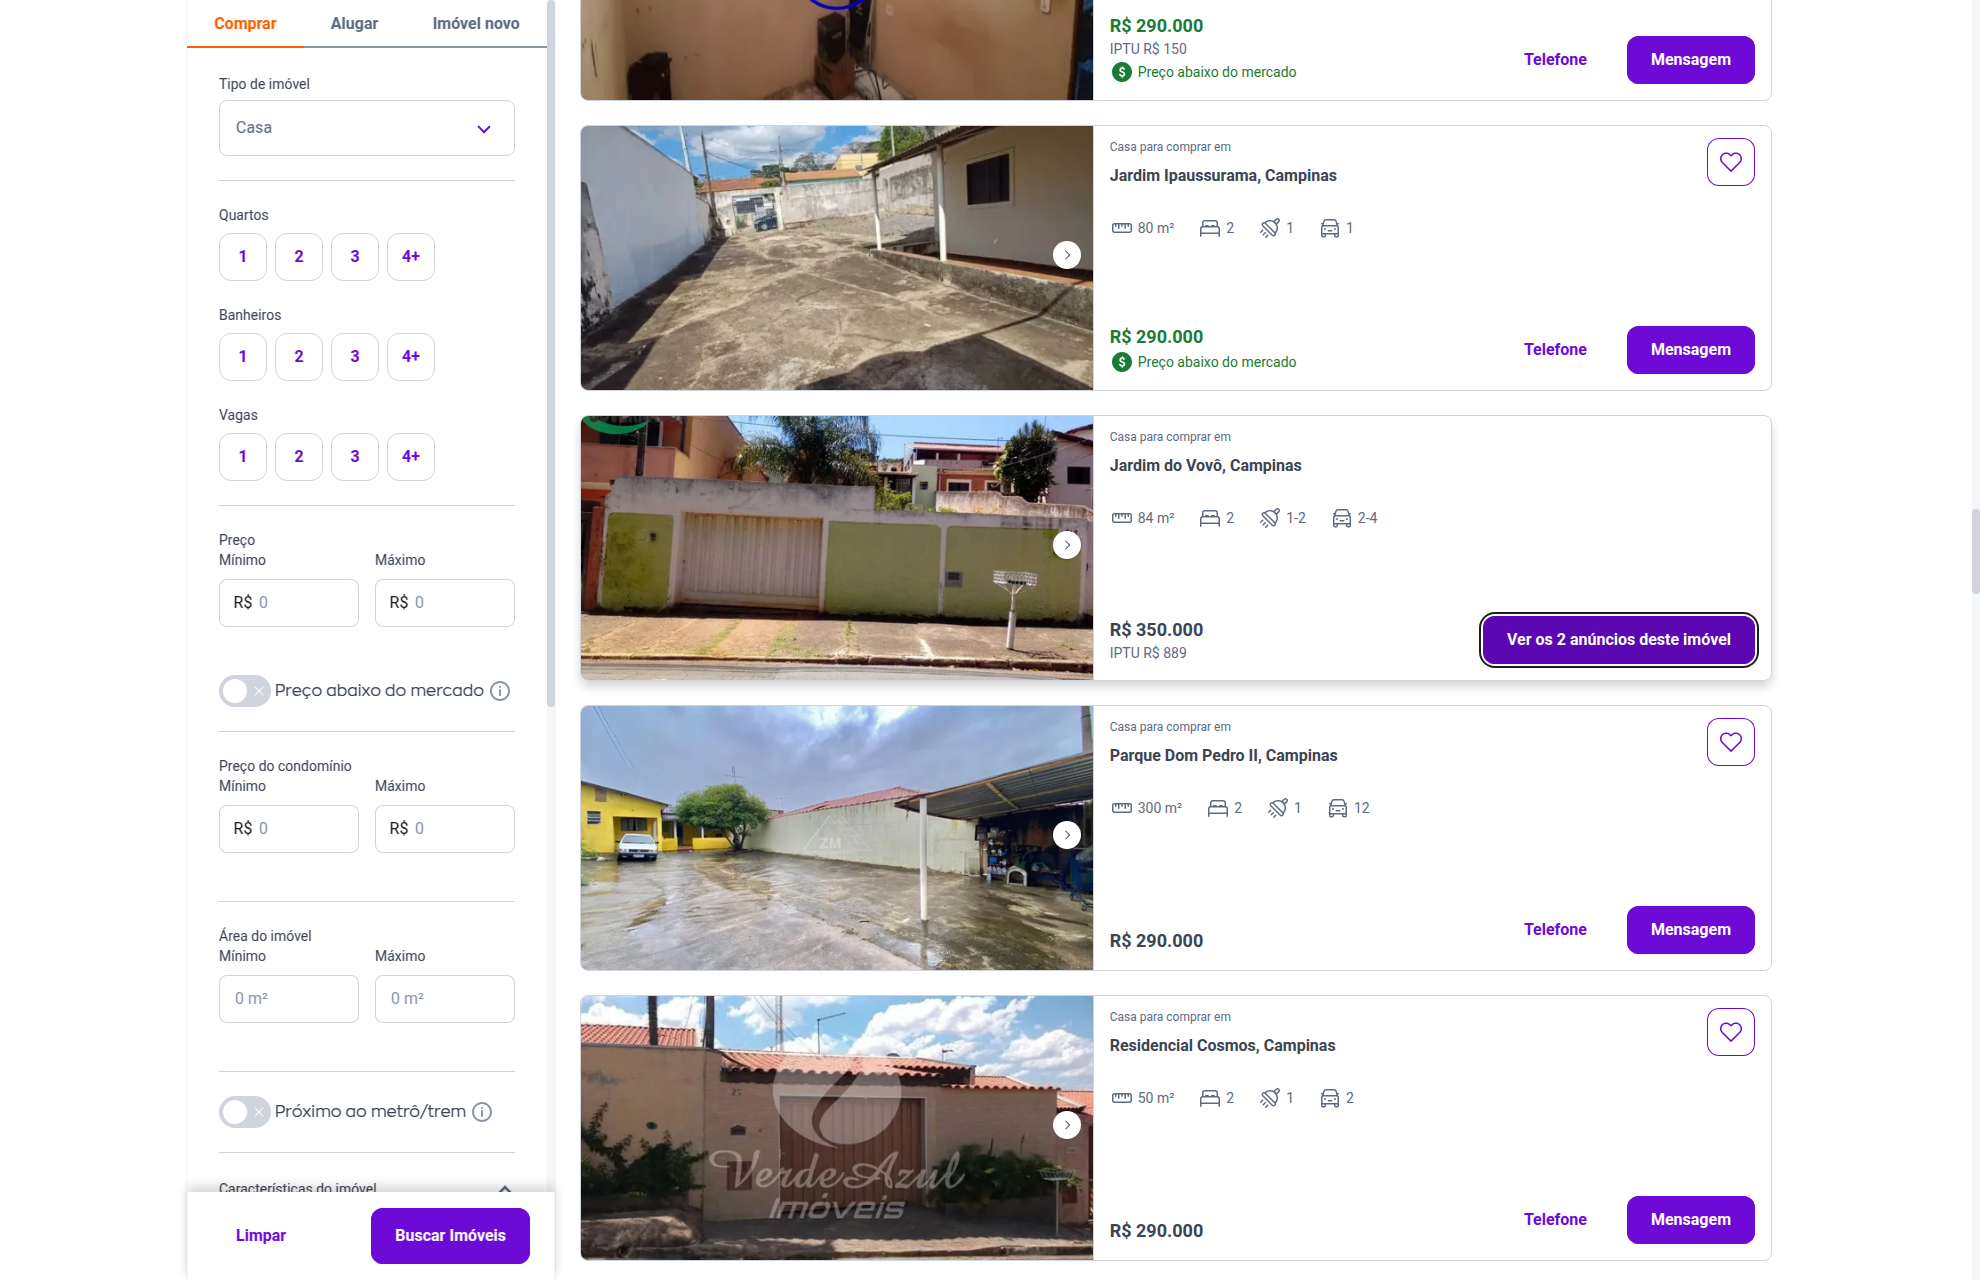 Comprar
Alugar
Imóvel novo
Tipo de imóvel
Casa
Quartos
1
2
3
4+
Banheiros
1
2
3
4+
Vagas
1
2
3
4+
Preço
Mínimo
Máximo
R$ 0
R$ 0
Preço abaixo do mercado
Preço do condomínio
Mínimo
Máximo
R$ 0
R$ 0
Área do imóvel
Mínimo
Máximo
0 m²
0 m²
Próximo ao metrô/trem
Características do imóvel
Limpar
Buscar Imóveis
R$ 290.000
IPTU R$ 150
Preço abaixo do mercado
Telefone
Mensagem
Casa para comprar em
Jardim Ipaussurama, Campinas
80 m²
2
1
1
R$ 290.000
Preço abaixo do mercado
Telefone
Mensagem
Casa para comprar em
Jardim do Vovô, Campinas
84 m²
2
1-2
2-4
R$ 350.000
IPTU R$ 889
Ver os 2 anúncios deste imóvel
ZM
Casa para comprar em
Parque Dom Pedro II, Campinas
300 m²
2
1
12
R$ 290.000
Telefone
Mensagem
VerdeAzul
Imóveis
Casa para comprar em
Residencial Cosmos, Campinas
50 m²
2
1
2
R$ 290.000
Telefone
Mensagem